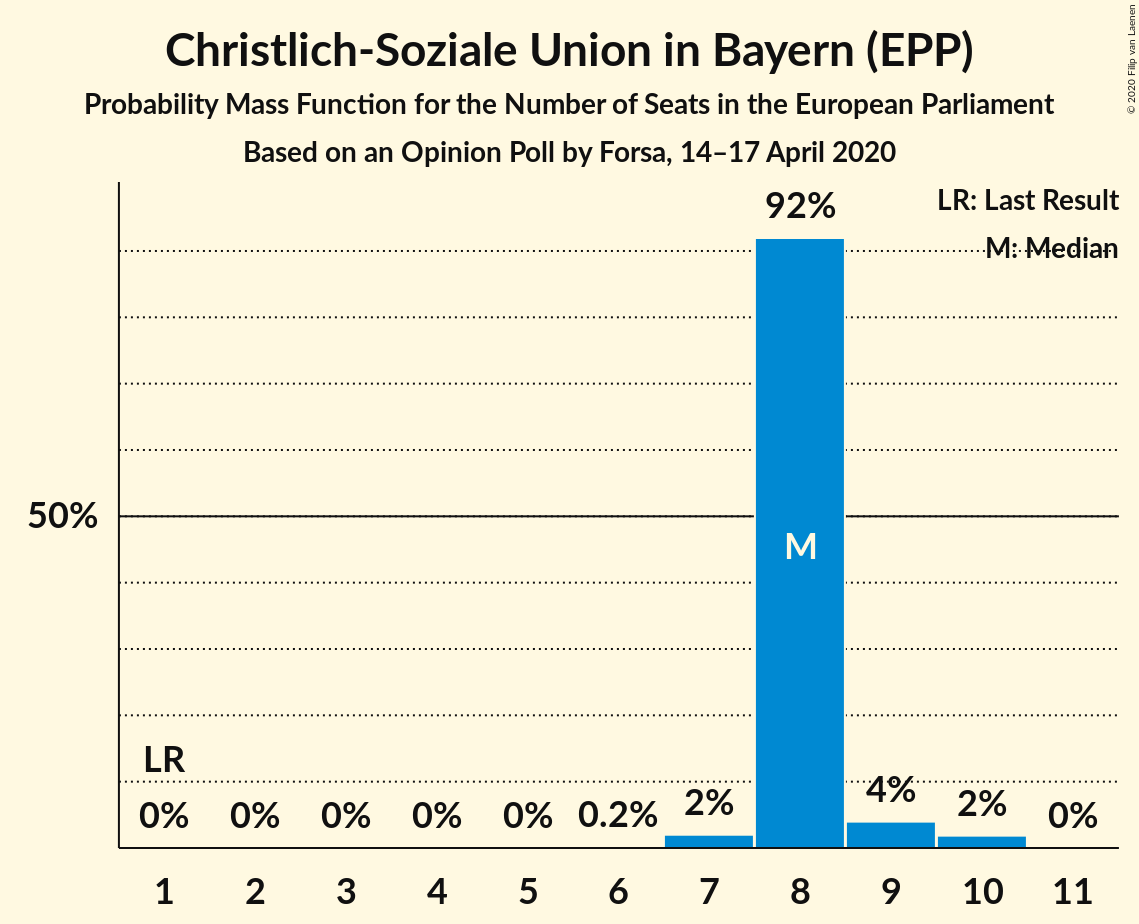 Christlich-Soziale Union in Bayern (EPP)
Probability Mass Function for the Number of Seats in the European Parliament
Based on an Opinion Poll by Forsa, 14–17 April 2020
© 2020 Filip van Laenen
LR: Last Result
M: Median
92%
50%
M
LR
0% 0% 0% 0% 0% 0.2% 2% 4% 2% 0%
1 2 3 4 5 6 7 8 9 10 11